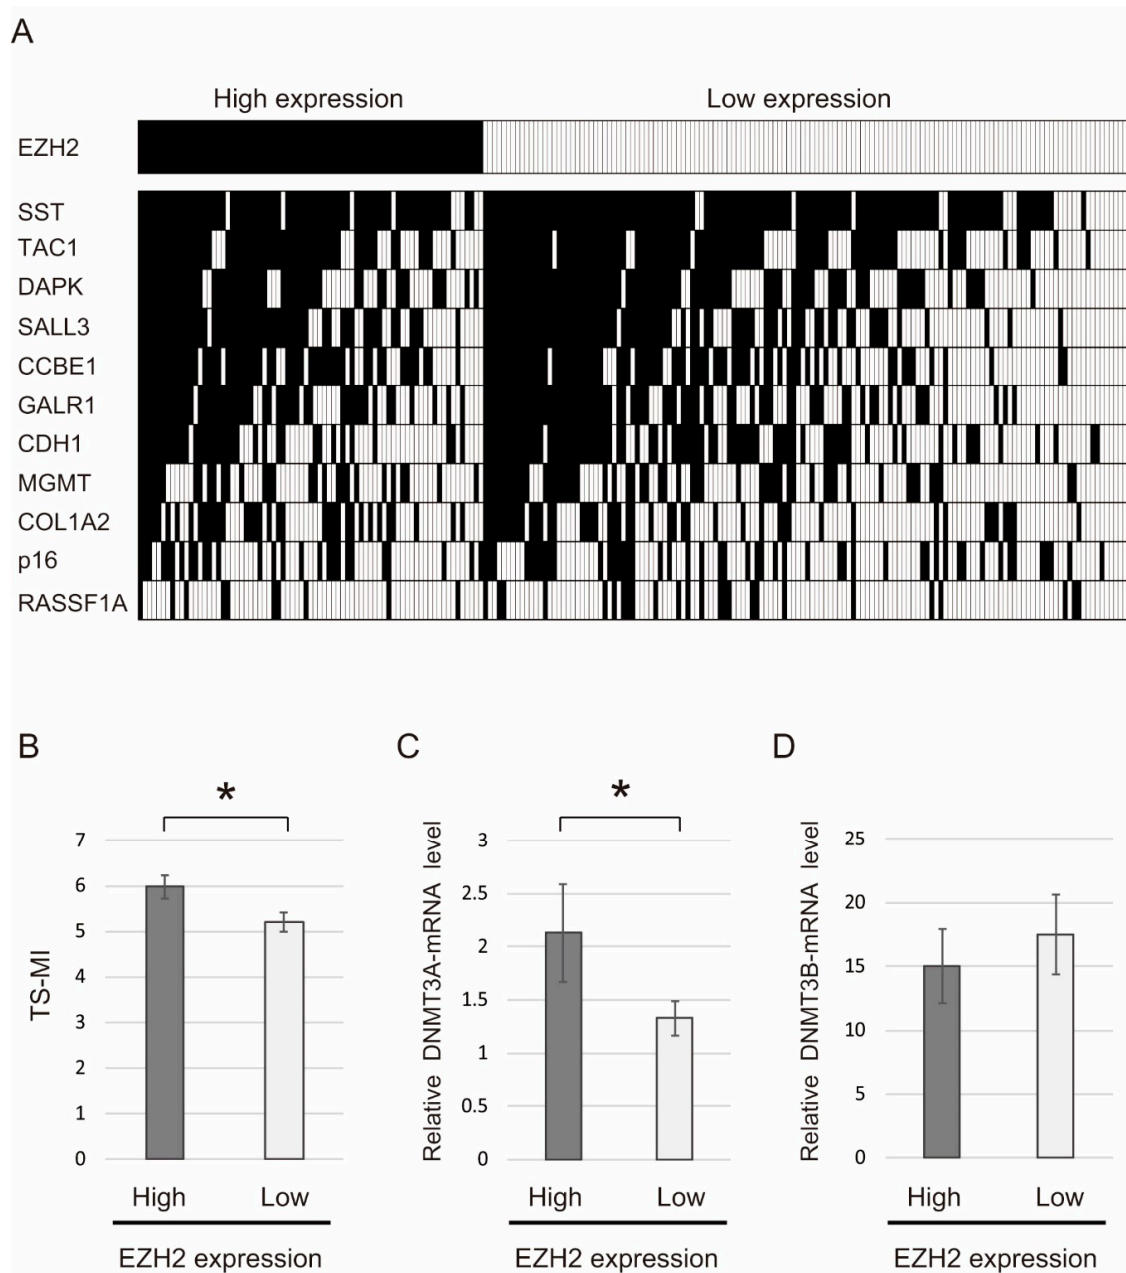 A
High expression
Low expression
EZH2
SST
TAC1
DAPK
SALL3
CCBE1
GALR1
CDH1
MGMT
COL1A2
p16
RASSF1A
B
*
TS-MI
7
6
5
4
3
2
1
0
High
Low
EZH2 expression
C
*
Relative DNMT3A-mRNA level
3
2.5
2
1.5
1
0.5
0
High
Low
EZH2 expression
D
Relative DNMT3B-mRNA level
25
20
15
10
5
0
High
Low
EZH2 expression